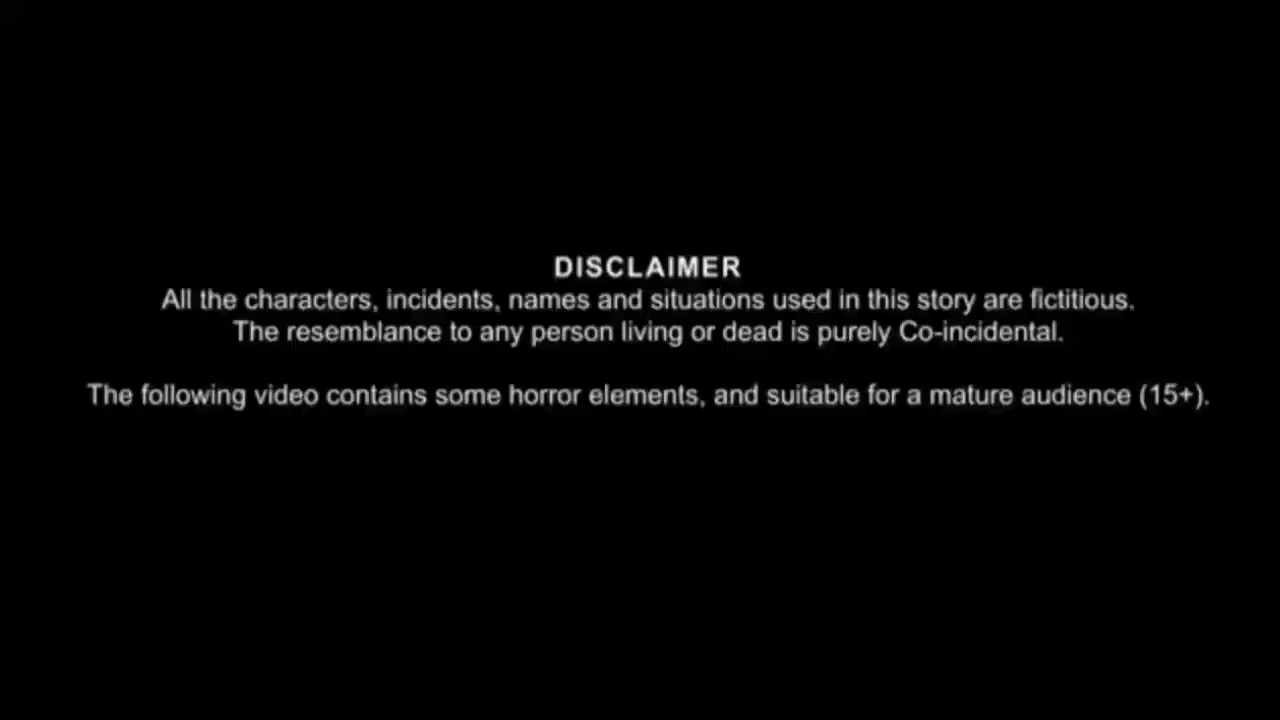 DISCLAIMER
All the characters, incidents, names and situations used in this story are fictitious.
The resemblance to any person living or dead is purely Co-incidental.
The following video contains some horror elements, and suitable for a mature audience (15+).